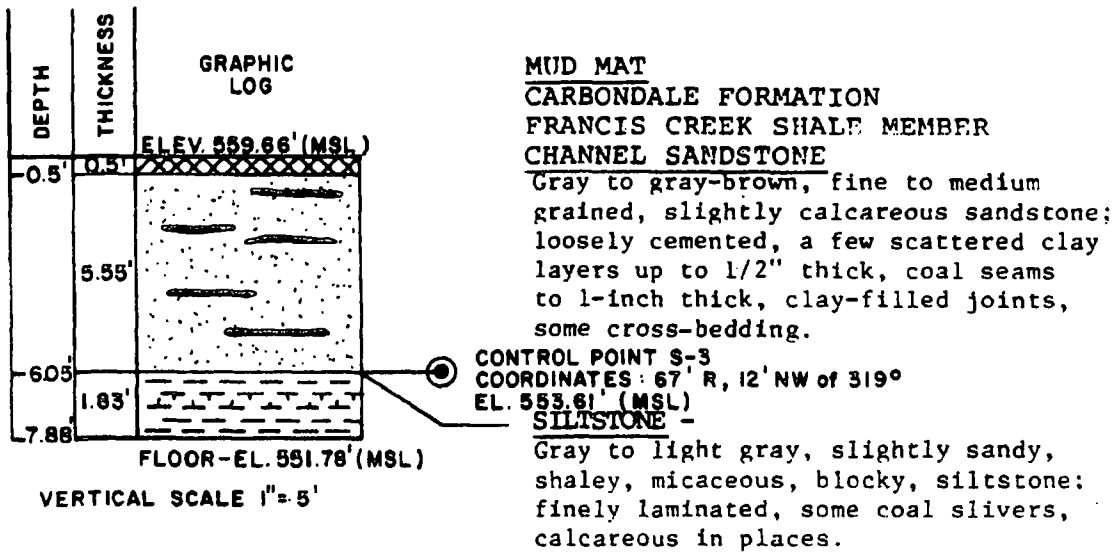 DEPTH
THICKNESS
GRAPHIC
LOG
ELEV. 559.66' (MSL)
0.5'
0.5'
5.55'
6.05'
1.83'
7.88'
FLOOR-EL. 551.78' (MSL)
VERTICAL SCALE 1"= 5'
MUD MAT
CARBONDALE FORMATION
FRANCIS CREEK SHALE MEMBER
CHANNEL SANDSTONE
Gray to gray-brown, fine to medium
grained, slightly calcareous sandstone;
loosely cemented, a few scattered clay
layers up to 1/2" thick, coal seams
to 1-inch thick, clay-filled joints,
some cross-bedding.
CONTROL POINT S-3
COORDINATES: 67' R, 12' NW of 319°
EL. 553.61' (MSL)
SILTSTONE -
Gray to light gray, slightly sandy,
shaley, micaceous, blocky, siltstone;
finely laminated, some coal slivers,
calcareous in places.